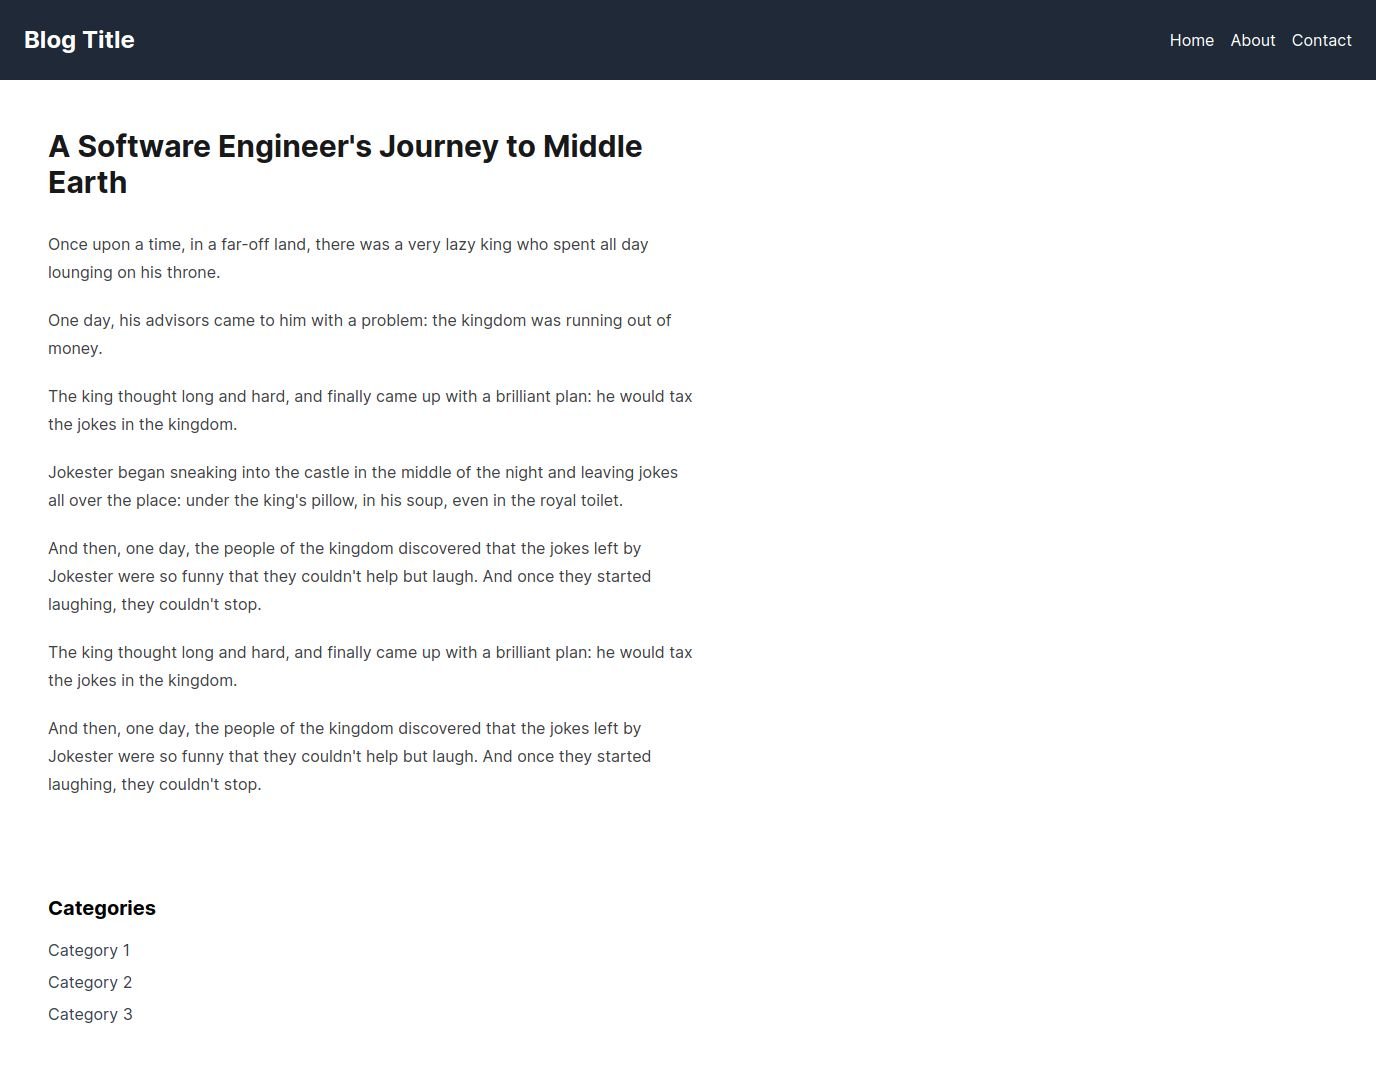 Blog Title
Home About Contact
A Software Engineer's Journey to Middle
Earth
Once upon a time, in a far-off land, there was a very lazy king who spent all day
lounging on his throne.
One day, his advisors came to him with a problem: the kingdom was running out of
money.
The king thought long and hard, and finally came up with a brilliant plan: he would tax
the jokes in the kingdom.
Jokester began sneaking into the castle in the middle of the night and leaving jokes
all over the place: under the king's pillow, in his soup, even in the royal toilet.
And then, one day, the people of the kingdom discovered that the jokes left by
Jokester were so funny that they couldn't help but laugh. And once they started
laughing, they couldn't stop.
The king thought long and hard, and finally came up with a brilliant plan: he would tax
the jokes in the kingdom.
And then, one day, the people of the kingdom discovered that the jokes left by
Jokester were so funny that they couldn't help but laugh. And once they started
laughing, they couldn't stop.
Categories
Category 1
Category 2
Category 3